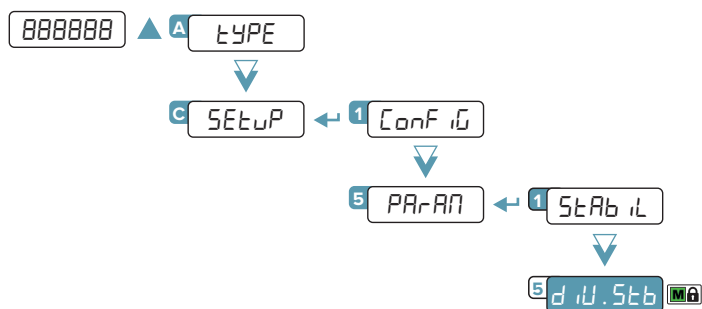 888888 A tYPE
C SEtuP 1 ConFiG
5 PArAM 1 StAbiL
5 diU.Stb M